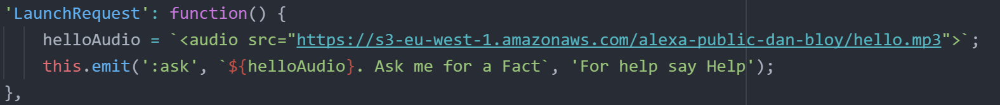 'LaunchRequest': function() {
helloAudio = `<audio src="https://s3-eu-west-1.amazonaws.com/alexa-public-dan-bloy/hello.mp3">`;
this.emit(':ask', `${helloAudio}. Ask me for a Fact`, 'For help say Help');
},